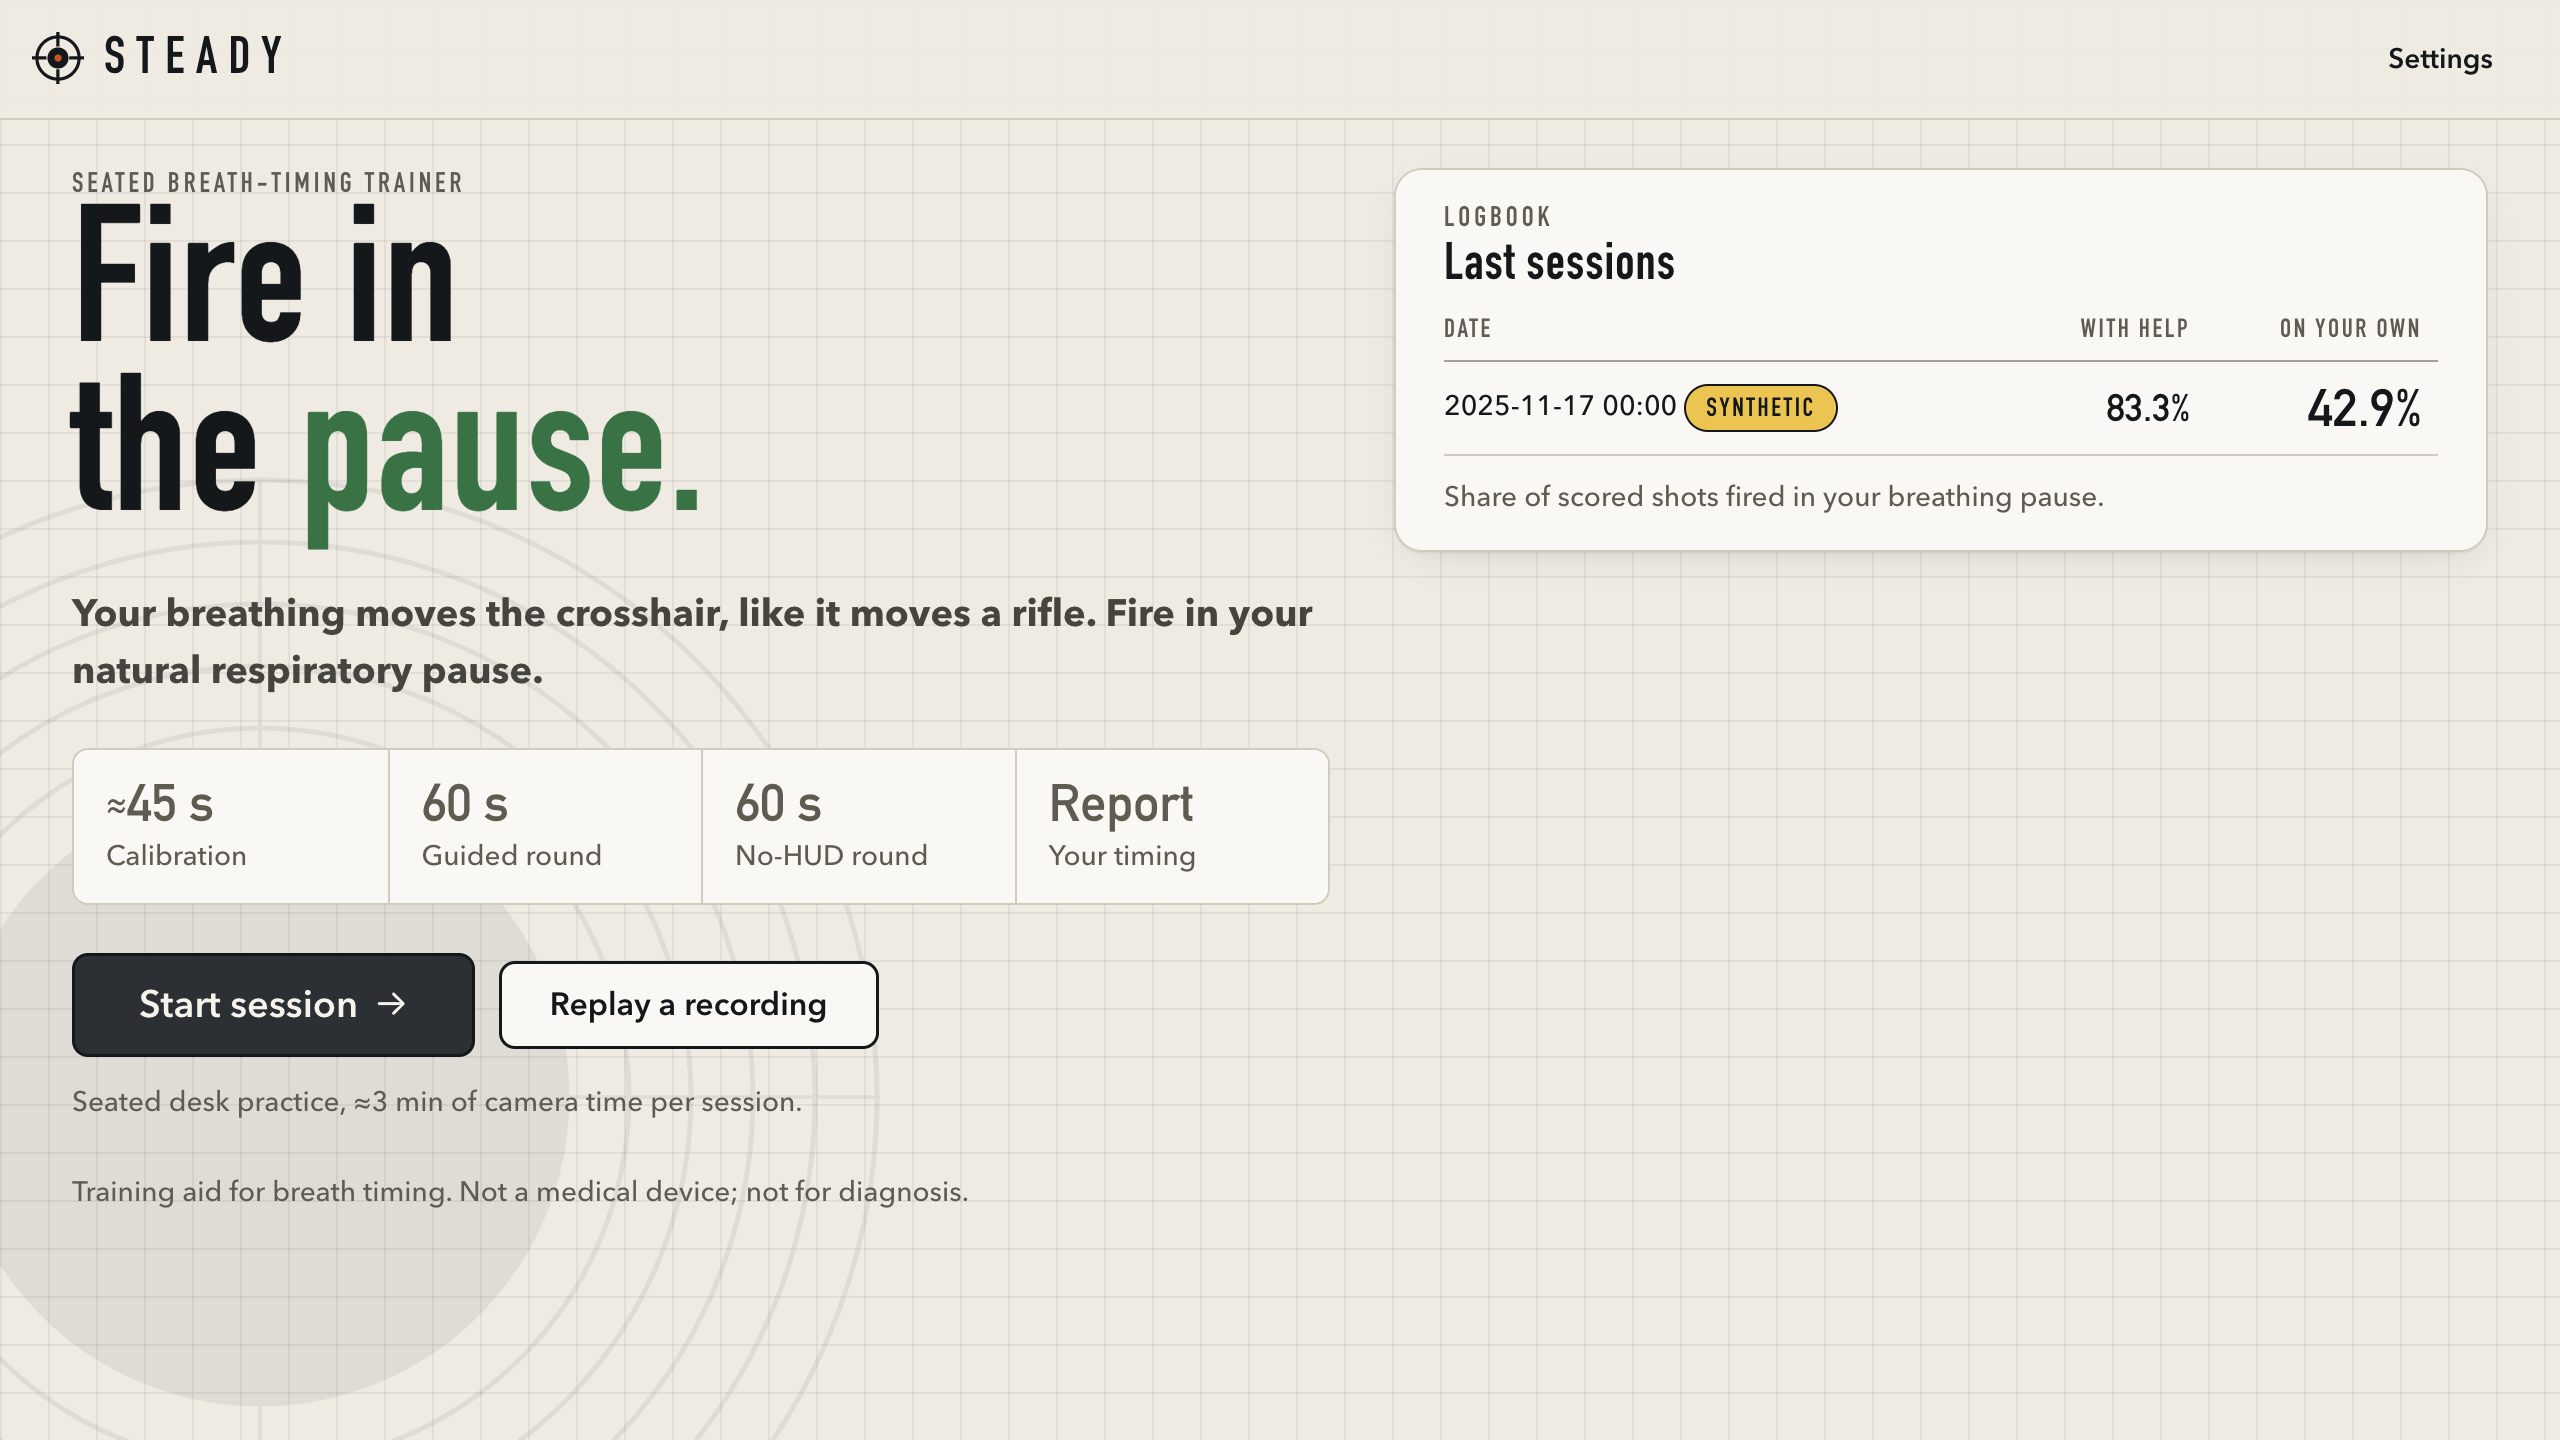 STEADY
Settings
SEATED BREATH-TIMING TRAINER
Fire in
the pause.
Your breathing moves the crosshair, like it moves a rifle. Fire in your
natural respiratory pause.
≈45 s
Calibration
60 s
Guided round
60 s
No-HUD round
Report
Your timing
Start session →
Replay a recording
Seated desk practice, ≈3 min of camera time per session.
Training aid for breath timing. Not a medical device; not for diagnosis.
LOGBOOK
Last sessions
DATE WITH HELP ON YOUR OWN
2025-11-17 00:00 SYNTHETIC 83.3% 42.9%
Share of scored shots fired in your breathing pause.